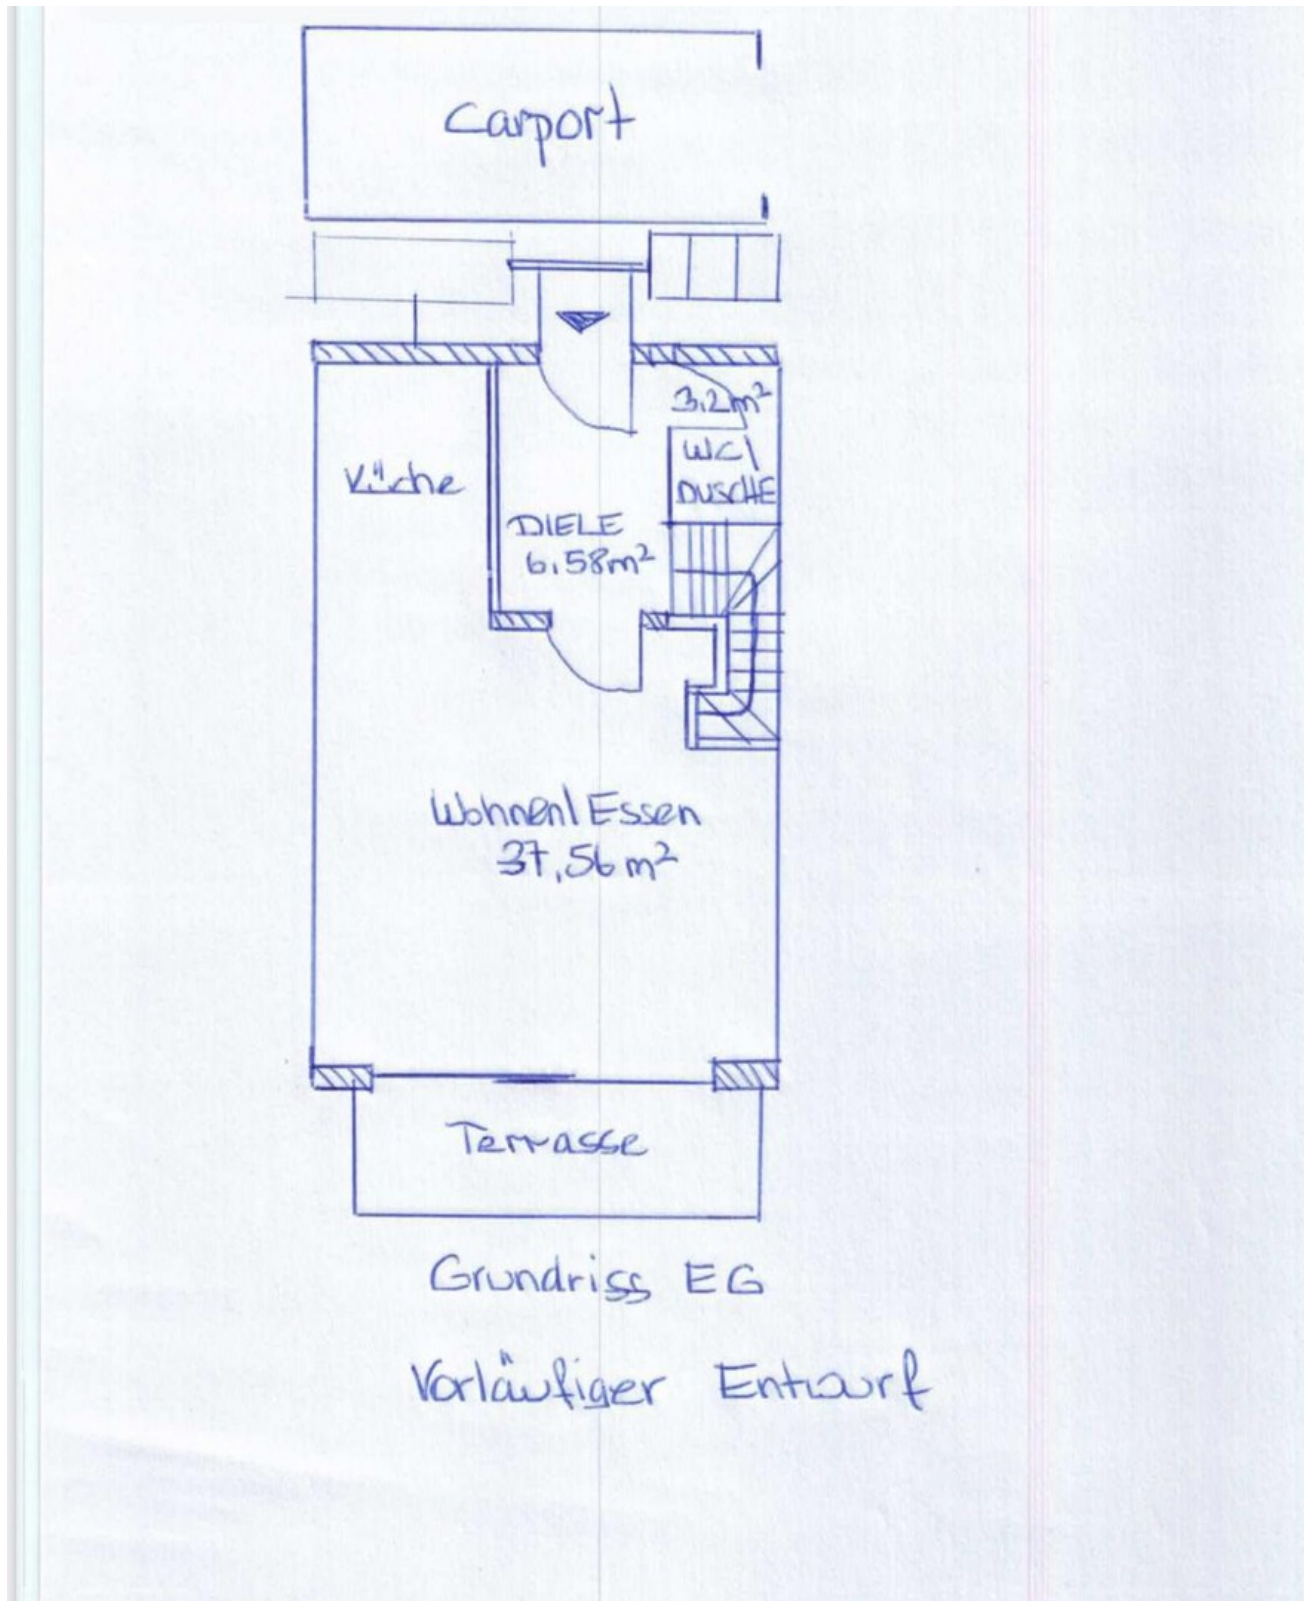 Carport
3,2m²
WC/
DUSCHE
Küche
DIELE
6,58m²
Wohnen/Essen
37,56m²
Terrasse
Grundriss EG
Vorläufiger Entwurf